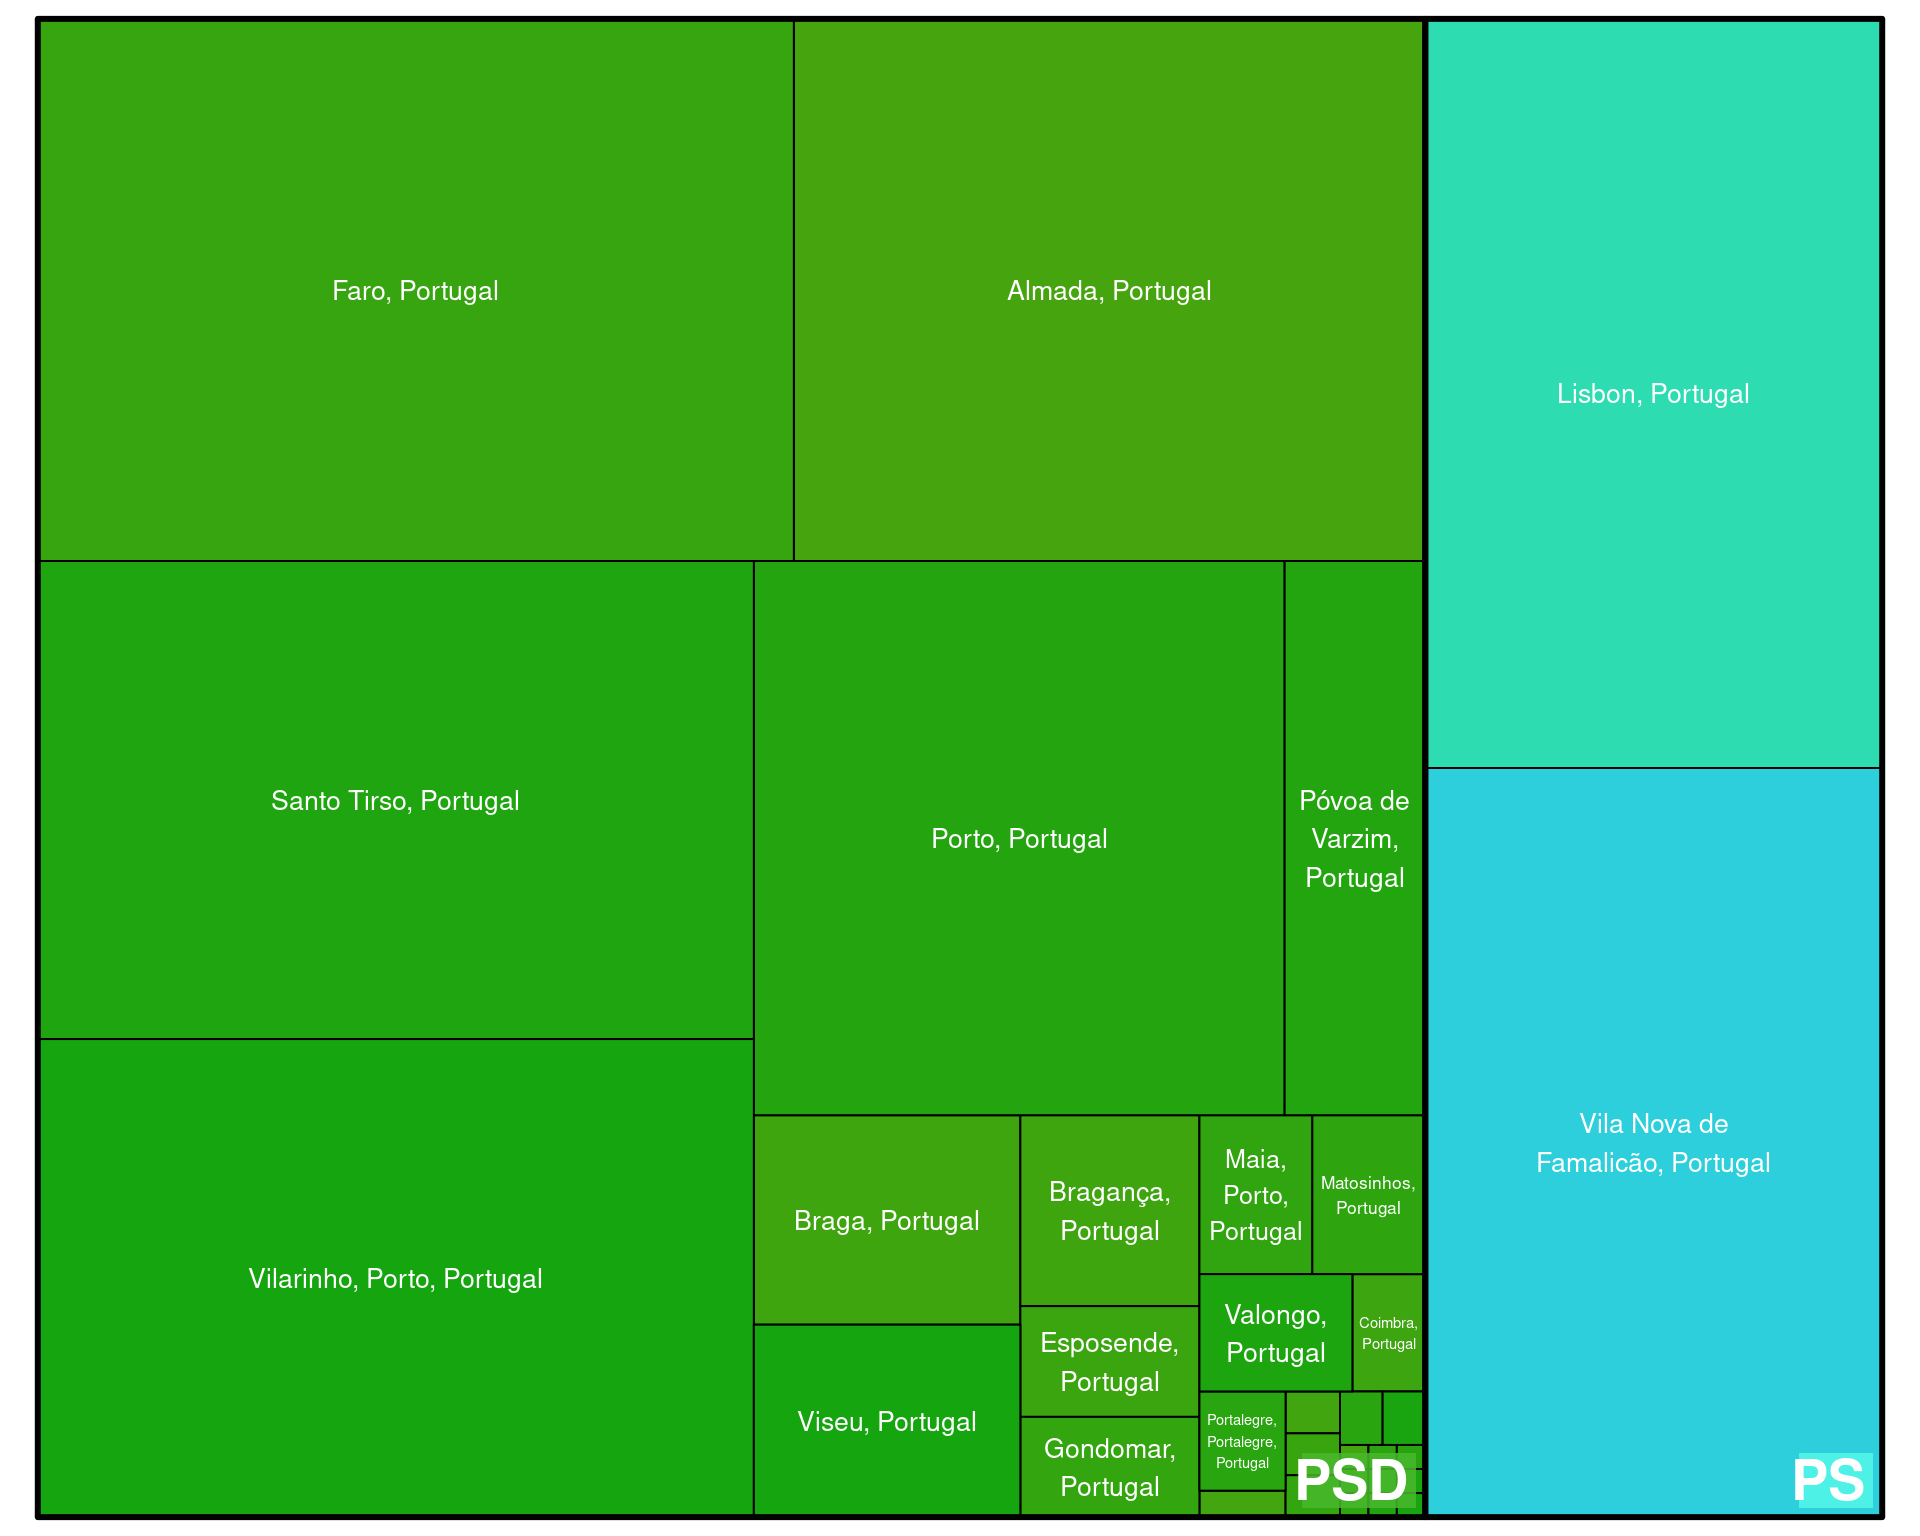 Faro, Portugal
Almada, Portugal
Lisbon, Portugal
Santo Tirso, Portugal
Porto, Portugal
Póvoa de
Varzim,
Portugal
Vilarinho, Porto, Portugal
Braga, Portugal
Bragança,
Portugal
Maia,
Porto,
Portugal
Matosinhos,
Portugal
Vila Nova de
Famalicão, Portugal
Viseu, Portugal
Esposende,
Portugal
Valongo,
Portugal
Coimbra,
Portugal
Gondomar,
Portugal
Portalegre,
Portalegre,
Portugal
PSD
PS